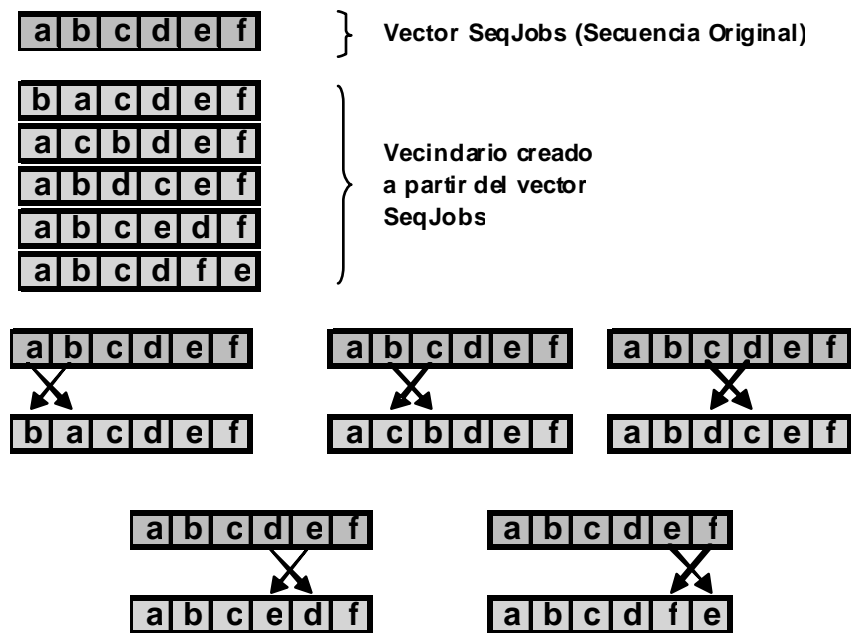 a b c d e f } Vector SeqJobs (Secuencia Original)
b a c d e f
a c b d e f
a b d c e f
a b c e d f
a b c d f e
Vecindario creado
a partir del vector
SeqJobs
a b c d e f
b a c d e f
a b c d e f
a c b d e f
a b c d e f
a b d c e f
a b c d e f
a b c e d f
a b c d e f
a b c d f e